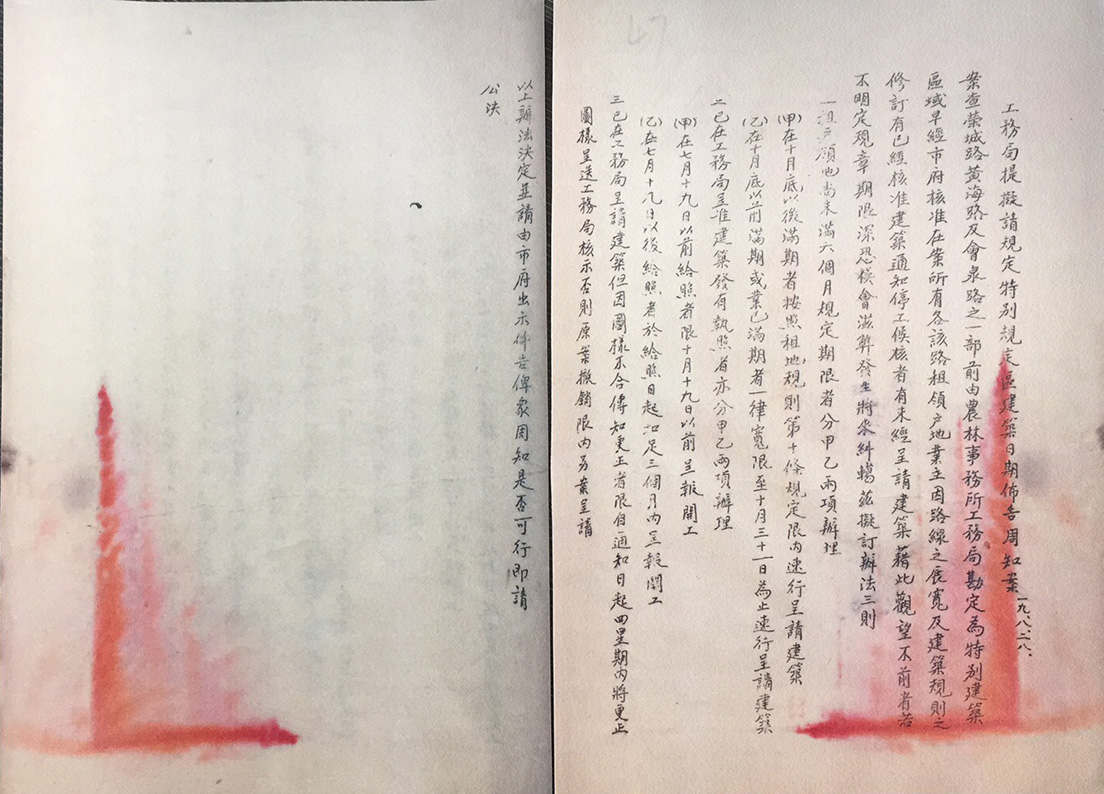 工務局提擬請規定特別規定區建築日期佈告周知案 一九、八、二八、
案查榮城路黃海路及會泉路之一部前由農林事務所工務局勘定為特別建築
區域早經市府核准在案所有各該路租領户地業主因路線之展寬及建築規則之
修訂有已經核准建築通知停工候核者有未經呈請建築藉此觀望不前者若
不明定規章期限深恐機會滋弊發生將來糾轕茲擬訂辦法三則
一租户領地尚未滿六個月規定期限者分甲乙兩項辦理
(甲)在十月底以後滿期者按照租地規則第十條規定限內速行呈請建築
(乙)在十月底以前滿期或業已滿期者一律寬限至十月三十一日為止速行呈請建築
二已在工務局呈准建築發有執照者亦分甲乙兩項辦理
(甲)在七月十九日以前給照者限十月十九日以前呈報開工
(乙)在七月十九日以後給照者於給照日起扣足三個月內呈報開工
三已在工務局呈請建築但因圖樣不合傳知更正者限自通知日起四星期內將更正
圖樣呈送工務局核示否則原案撤銷限內另案呈請
以上辦法決定並請由市府出示佈告俾衆周知是否可行即請
公決
47